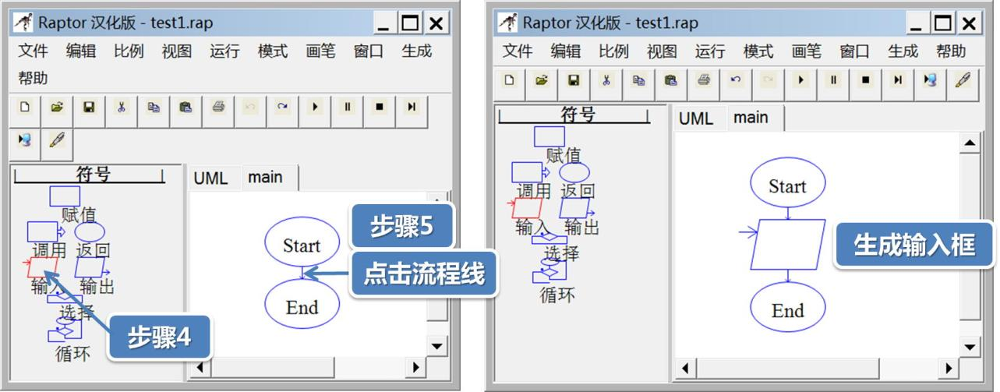 Raptor 汉化版 - test1.rap
文件 编辑 比例 视图 运行 模式 画笔 窗口 生成
帮助
符号
赋值
调用 返回
输入 输出
选择
循环
UML main
Start
End
步骤4
步骤5
点击流程线
Raptor 汉化版 - test1.rap
文件 编辑 比例 视图 运行 模式 画笔 窗口 生成 帮助
符号
赋值
调用 返回
输入 输出
选择
循环
UML main
Start
End
生成输入框